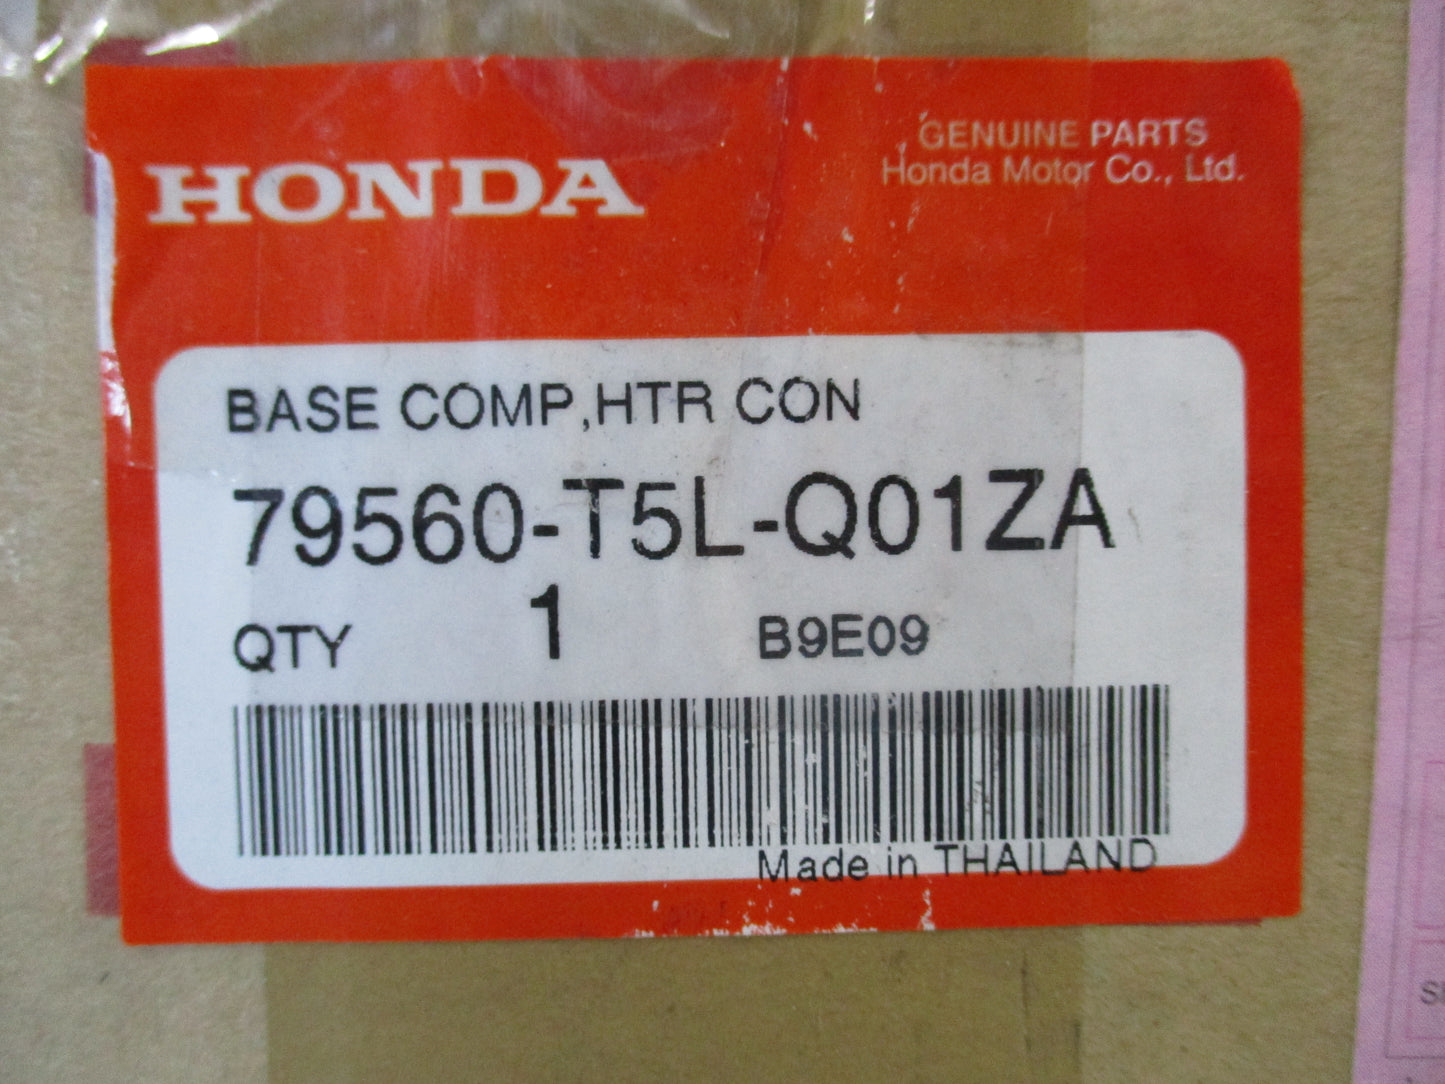 HONDA
GENUINE PARTS
Honda Motor Co., Ltd.
BASE COMP,HTR CON
79560-T5L-Q01ZA
QTY 1 B9E09
Made in THAILAND